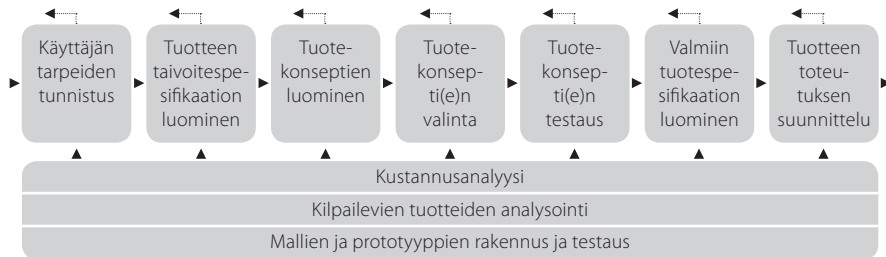 Käyttäjän
tarpeiden
tunnistus
Tuotteen
taivoitespe-
sifikaation
luominen
Tuote-
konseptien
luominen
Tuote-
konsep-
ti(e)n
valinta
Tuote-
konsep-
ti(e)n
testaus
Valmiin
tuotespe-
sifikaation
luominen
Tuotteen
toteu-
tuksen
suunnittelu
Kustannusanalyysi
Kilpailevien tuotteiden analysointi
Mallien ja prototyyppien rakennus ja testaus